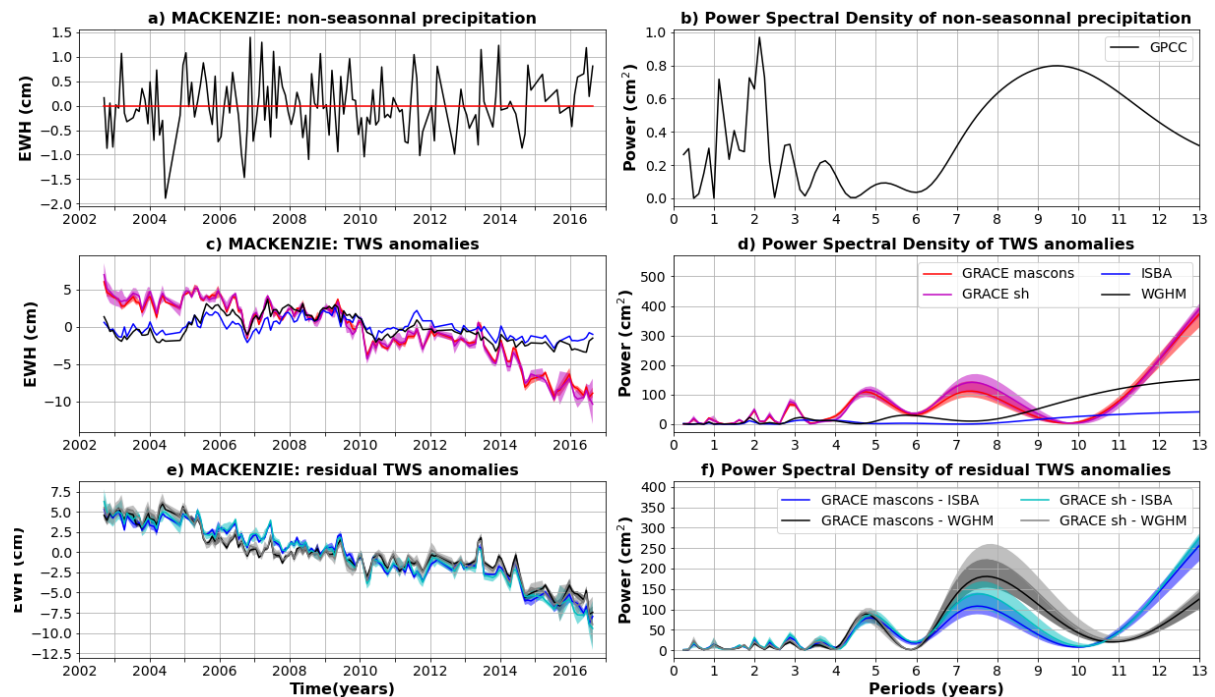 a) MACKENZIE: non-seasonnal precipitation
EWH (cm)
1.5
1.0
0.5
0.0
−0.5
−1.0
−1.5
−2.0
2002 2004 2006 2008 2010 2012 2014 2016
b) Power Spectral Density of non-seasonnal precipitation
Power (cm²)
1.0
0.8
0.6
0.4
0.2
0.0
GPCC
0 1 2 3 4 5 6 7 8 9 10 11 12 13
c) MACKENZIE: TWS anomalies
EWH (cm)
5
0
−5
−10
2002 2004 2006 2008 2010 2012 2014 2016
d) Power Spectral Density of TWS anomalies
Power (cm²)
500
400
300
200
100
0
GRACE mascons
GRACE sh
ISBA
WGHM
0 1 2 3 4 5 6 7 8 9 10 11 12 13
e) MACKENZIE: residual TWS anomalies
EWH (cm)
7.5
5.0
2.5
0.0
−2.5
−5.0
−7.5
−10.0
−12.5
2002 2004 2006 2008 2010 2012 2014 2016
Time(years)
f) Power Spectral Density of residual TWS anomalies
Power (cm²)
400
350
300
250
200
150
100
50
0
GRACE mascons - ISBA
GRACE mascons - WGHM
GRACE sh - ISBA
GRACE sh - WGHM
0 1 2 3 4 5 6 7 8 9 10 11 12 13
Periods (years)